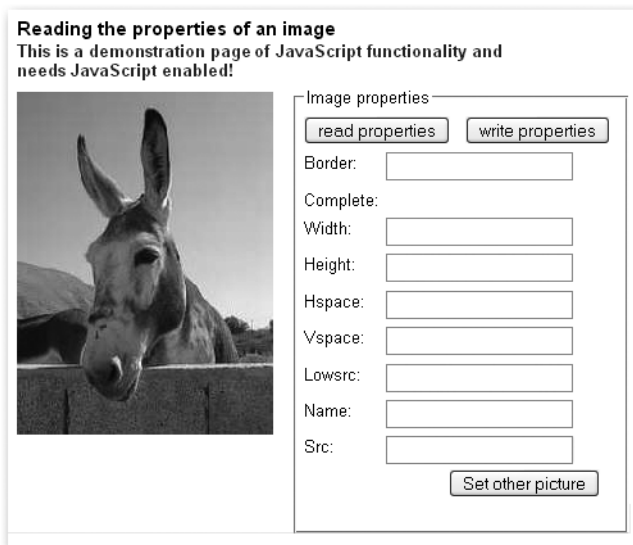 Reading the properties of an image
This is a demonstration page of JavaScript functionality and
needs JavaScript enabled!
Image properties
read properties write properties
Border:
Complete:
Width:
Height:
Hspace:
Vspace:
Lowsrc:
Name:
Src:
Set other picture